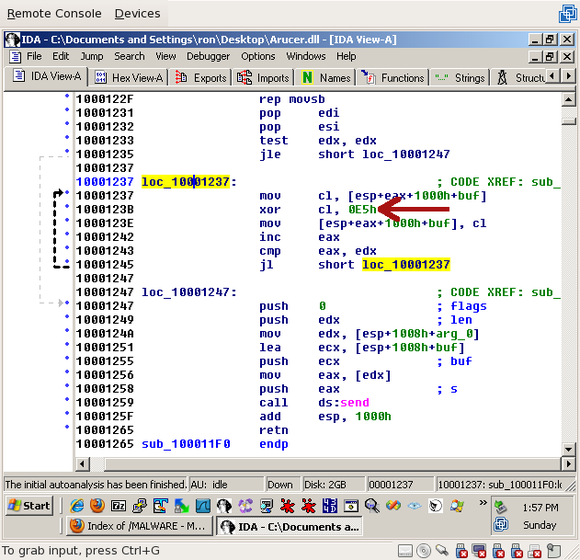 Remote Console Devices
IDA - C:\Documents and Settings\ron\Desktop\Arucer.dll - [IDA View-A]
File Edit Jump Search View Debugger Options Windows Help
IDA View-A Hex View-A Exports Imports N Names Functions "..." Strings Structu
1000122F rep movsb
10001231 pop edi
10001232 pop esi
10001233 test edx, edx
10001235 jle short loc_10001247
10001237
10001237 loc_10001237: ; CODE XREF: sub_
10001237 mov cl, [esp+eax+1000h+buf]
1000123B xor cl, 0E5h
1000123E mov [esp+eax+1000h+buf], cl
10001242 inc eax
10001243 cmp eax, edx
10001245 jl short loc_10001237
10001247
10001247 loc_10001247: ; CODE XREF: sub_
10001247 push 0 ; flags
10001249 push edx ; len
1000124A mov edx, [esp+1008h+arg_0]
10001251 lea ecx, [esp+1008h+buf]
10001255 push ecx ; buf
10001256 mov eax, [edx]
10001258 push eax ; s
10001259 call ds:send
1000125F add esp, 1000h
10001265 retn
10001265 sub_100011F0 endp
The initial autoanalysis has been finished. AU: idle Down Disk: 2GB 00001237 10001237: sub_100011F0:l
Start 1:57 PM
Sunday
Index of /MALWARE - M... IDA - C:\Documents a...
To grab input, press Ctrl+G